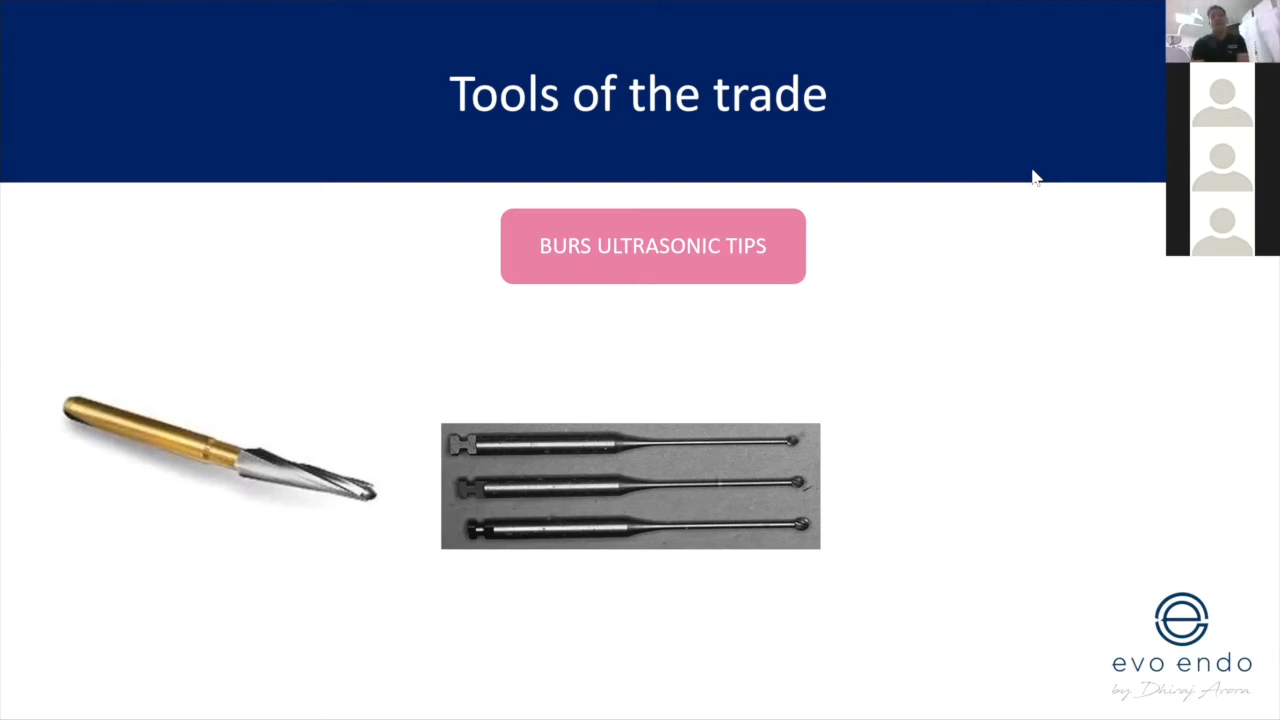 Tools of the trade
BURS ULTRASONIC TIPS
evo endo
by Dhiraj Arora